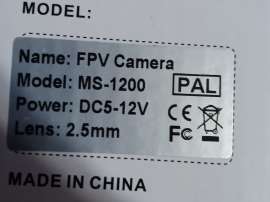 MODEL:
Name: FPV Camera
Model: MS-1200 PAL
Power: DC5-12V CE
Lens: 2.5mm FC
MADE IN CHINA